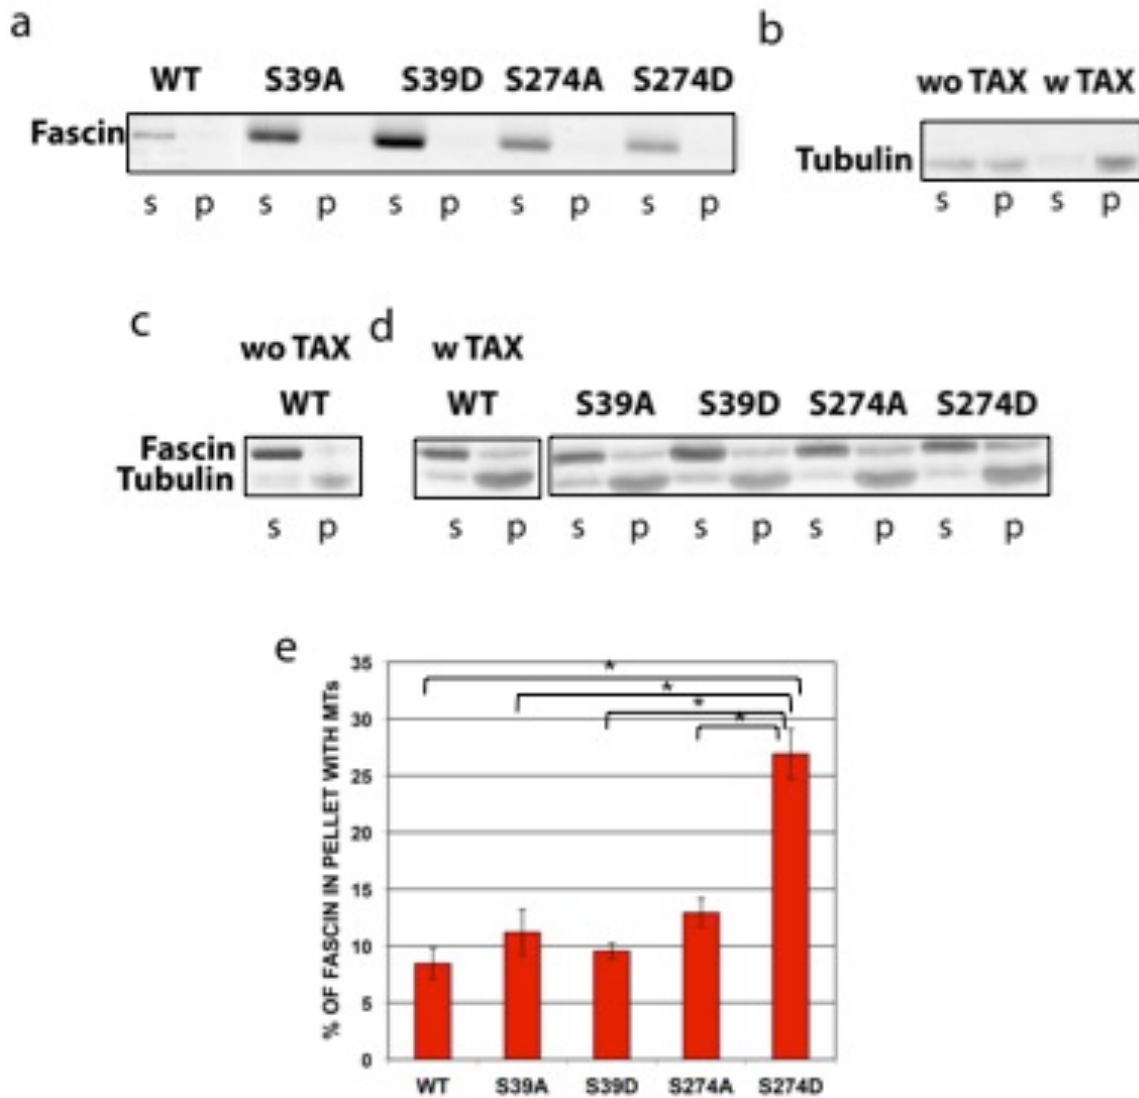 a
WT S39A S39D S274A S274D
Fascin
s p s p s p s p s p
b
wo TAX w TAX
Tubulin
s p s p
c
wo TAX
WT
Fascin
Tubulin
s p
d
w TAX
WT S39A S39D S274A S274D
s p s p s p s p s p
e
% OF FASCIN IN PELLET WITH MTs
35
30
25
20
15
10
5
0
*
*
*
*
WT S39A S39D S274A S274D